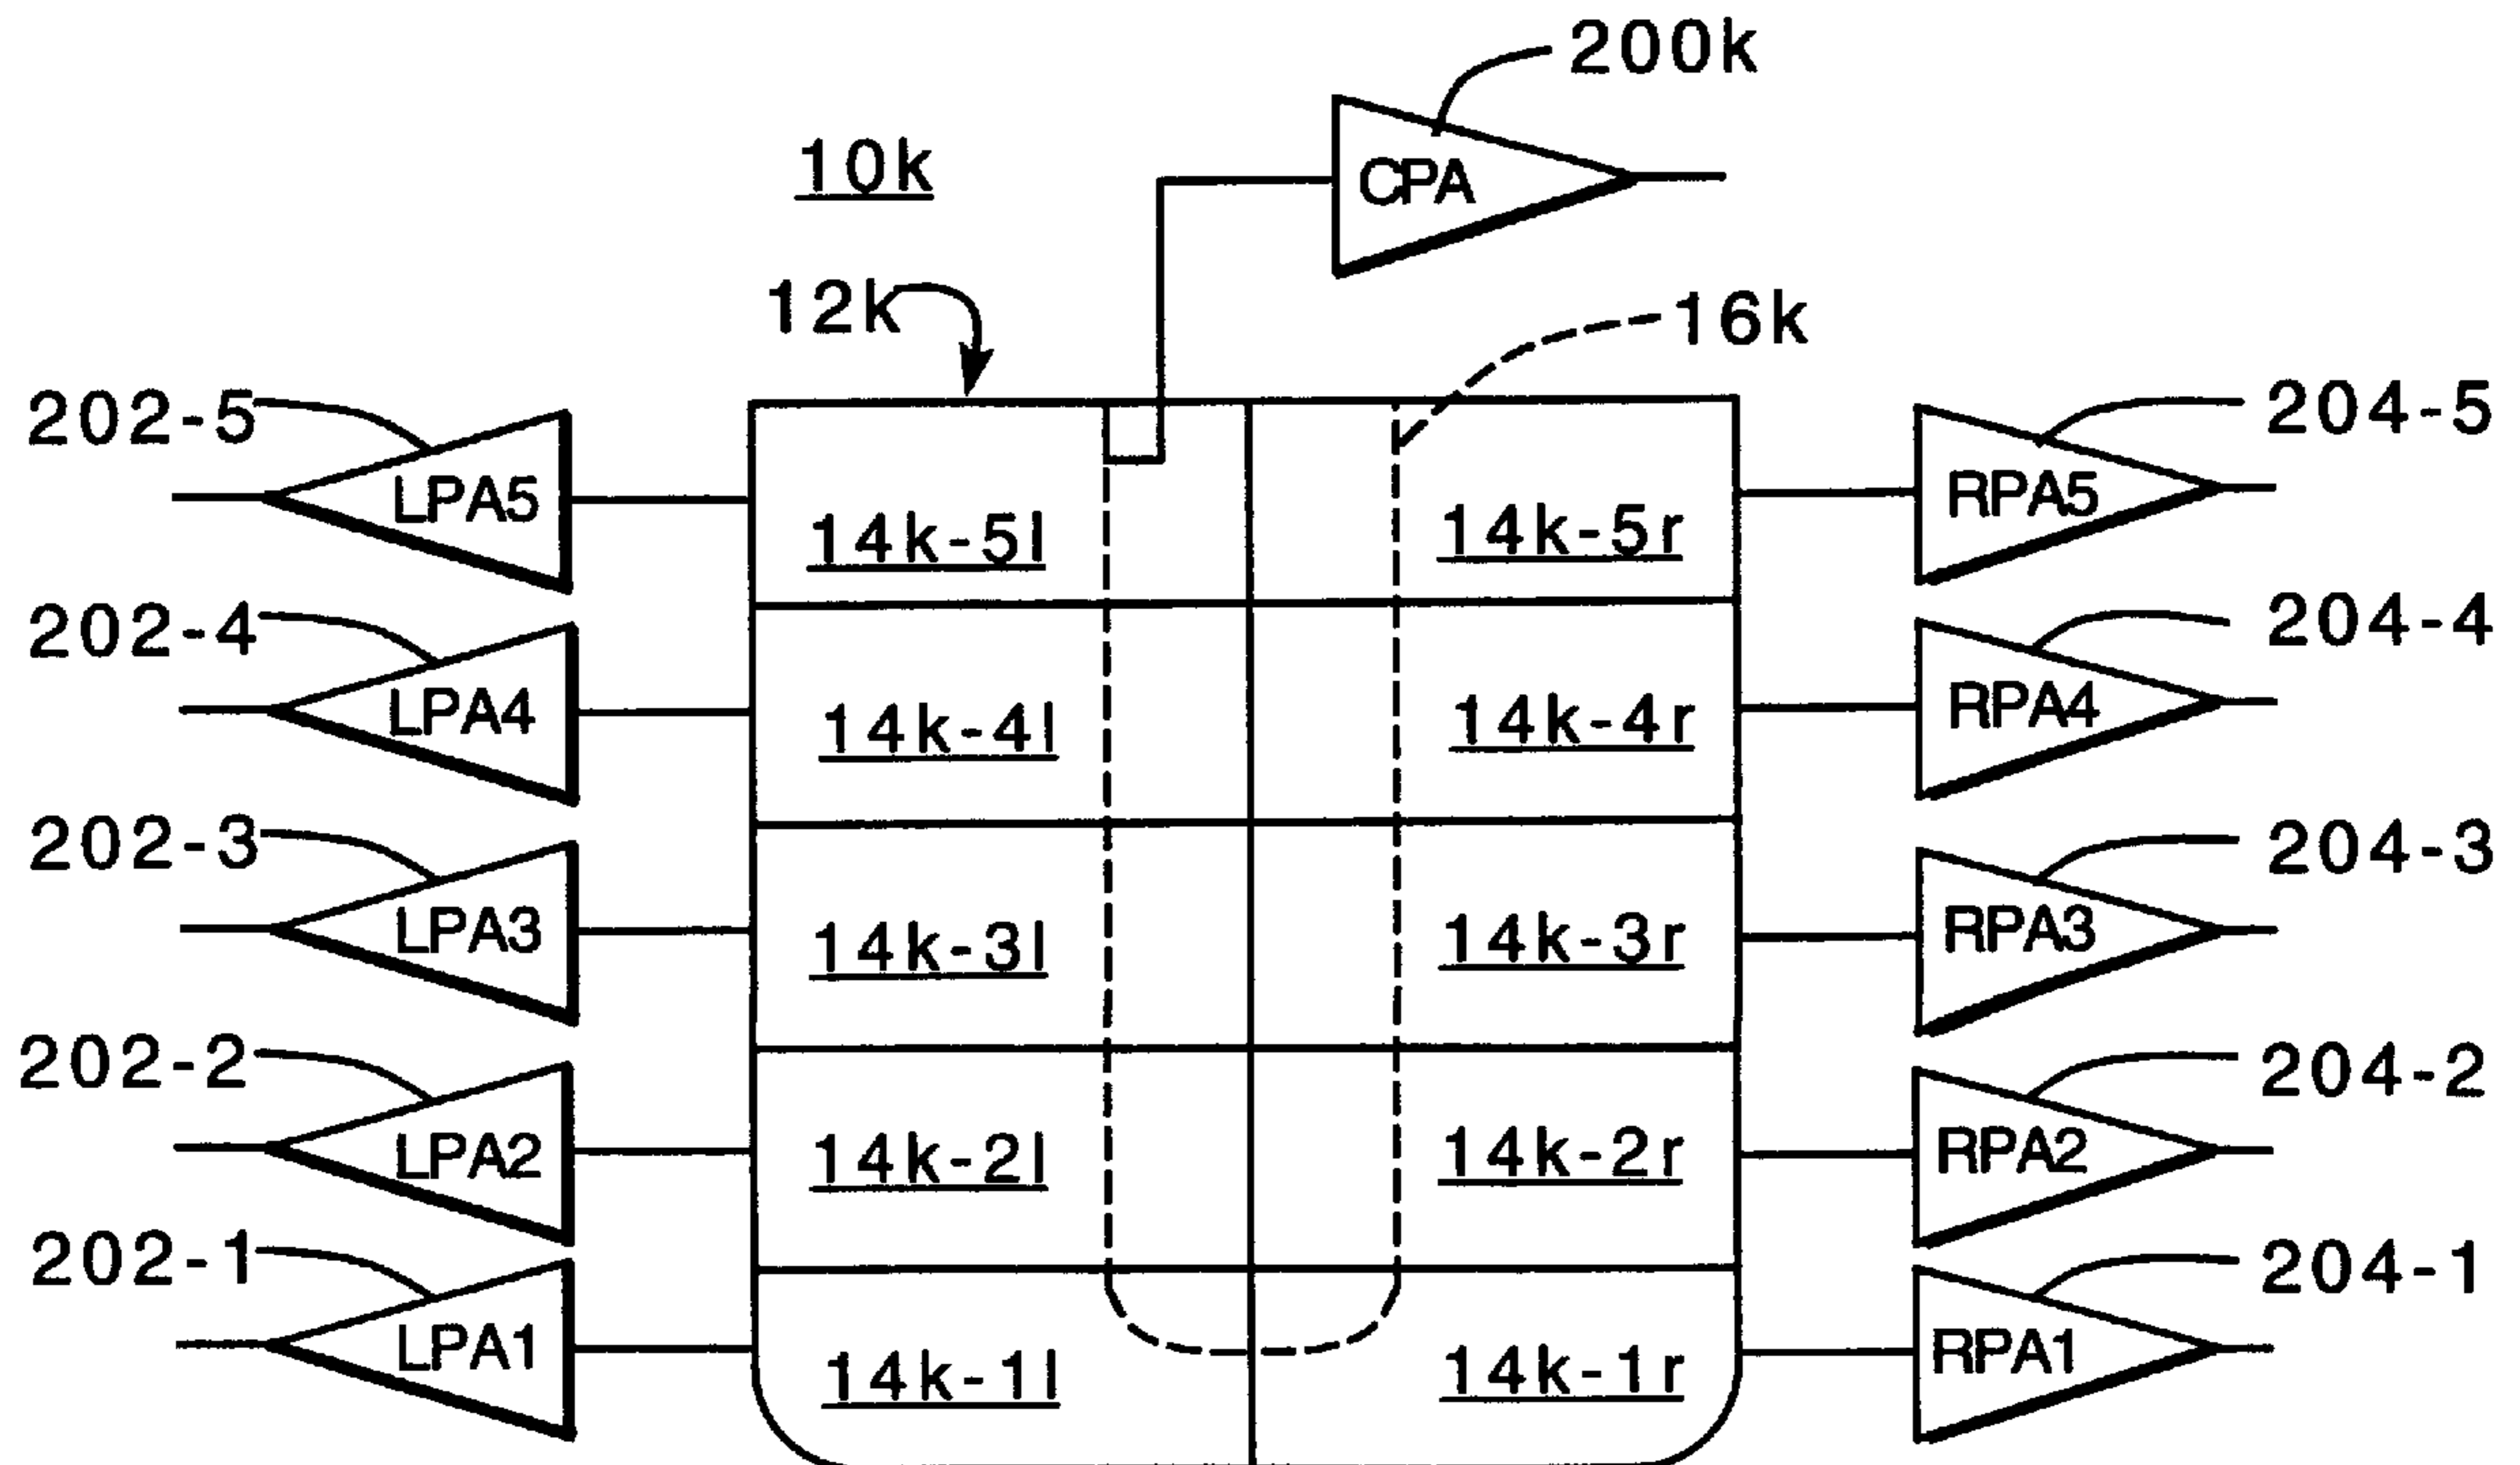 200k
CPA
10k
12k
16k
202-5
204-5
LPA5
14k-5l
14k-5r
RPA5
202-4
204-4
LPA4
14k-4l
14k-4r
RPA4
202-3
204-3
LPA3
14k-3l
14k-3r
RPA3
202-2
204-2
LPA2
14k-2l
14k-2r
RPA2
202-1
204-1
LPA1
14k-1l
14k-1r
RPA1